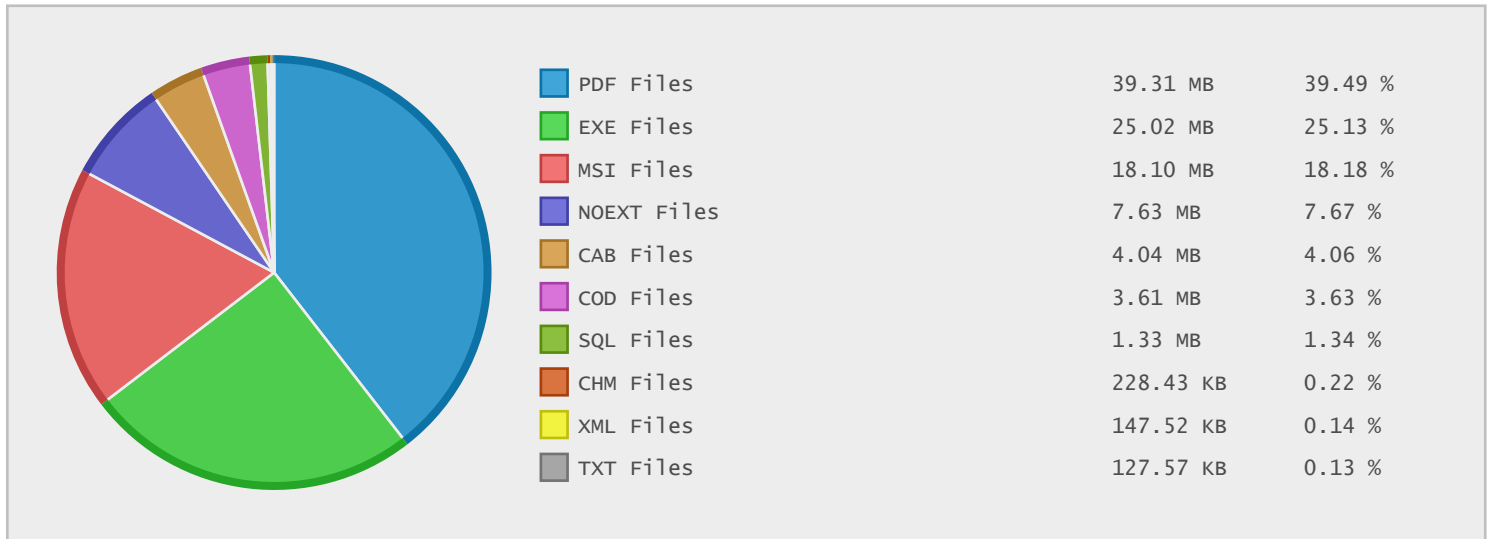 PDF Files 39.31 MB 39.49 %
EXE Files 25.02 MB 25.13 %
MSI Files 18.10 MB 18.18 %
NOEXT Files 7.63 MB 7.67 %
CAB Files 4.04 MB 4.06 %
COD Files 3.61 MB 3.63 %
SQL Files 1.33 MB 1.34 %
CHM Files 228.43 KB 0.22 %
XML Files 147.52 KB 0.14 %
TXT Files 127.57 KB 0.13 %